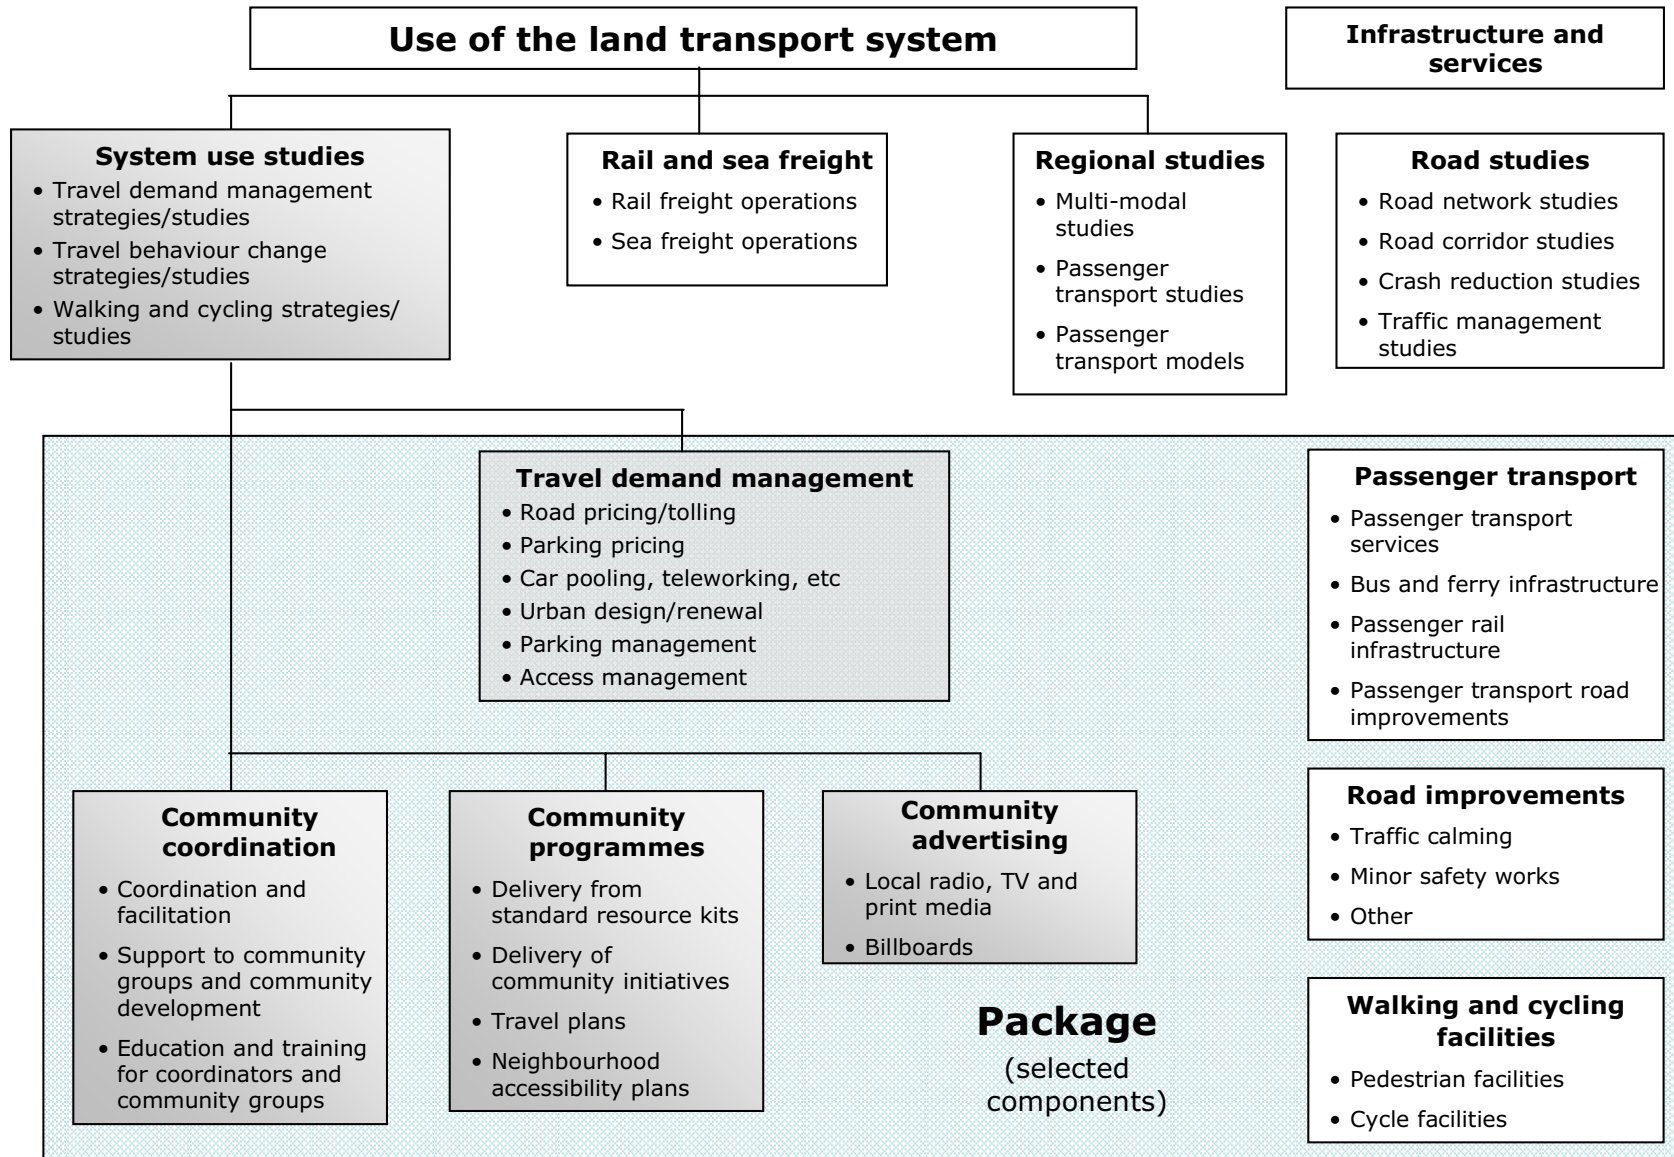 Use of the land transport system
Infrastructure and
services
System use studies
• Travel demand management
strategies/studies
• Travel behaviour change
strategies/studies
• Walking and cycling strategies/
studies
Rail and sea freight
• Rail freight operations
• Sea freight operations
Regional studies
• Multi-modal
studies
• Passenger
transport studies
• Passenger
transport models
Road studies
• Road network studies
• Road corridor studies
• Crash reduction studies
• Traffic management
studies
Travel demand management
• Road pricing/tolling
• Parking pricing
• Car pooling, teleworking, etc
• Urban design/renewal
• Parking management
• Access management
Passenger transport
• Passenger transport
services
• Bus and ferry infrastructure
• Passenger rail
infrastructure
• Passenger transport road
improvements
Community
coordination
• Coordination and
facilitation
• Support to community
groups and community
development
• Education and training
for coordinators and
community groups
Community
programmes
• Delivery from
standard resource kits
• Delivery of
community initiatives
• Travel plans
• Neighbourhood
accessibility plans
Community
advertising
• Local radio, TV and
print media
• Billboards
Road improvements
• Traffic calming
• Minor safety works
• Other
Package
(selected
components)
Walking and cycling
facilities
• Pedestrian facilities
• Cycle facilities